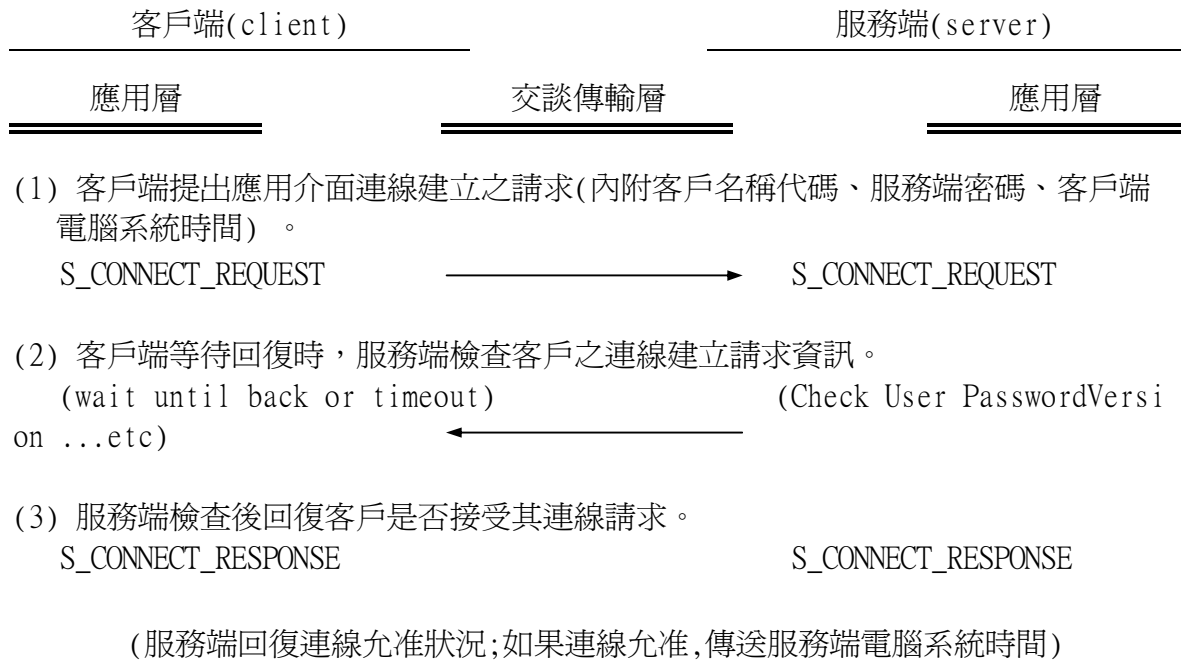 客戶端(client) 服務端(server)
應用層 交談傳輸層 應用層
(1) 客戶端提出應用介面連線建立之請求(內附客戶名稱代碼、服務端密碼、客戶端
電腦系統時間) 。
S_CONNECT_REQUEST S_CONNECT_REQUEST
(2) 客戶端等待回復時，服務端檢查客戶之連線建立請求資訊。
(wait until back or timeout) (Check User PasswordVersi
on ...etc)
(3) 服務端檢查後回復客戶是否接受其連線請求。
S_CONNECT_RESPONSE S_CONNECT_RESPONSE
(服務端回復連線允准狀況;如果連線允准,傳送服務端電腦系統時間)